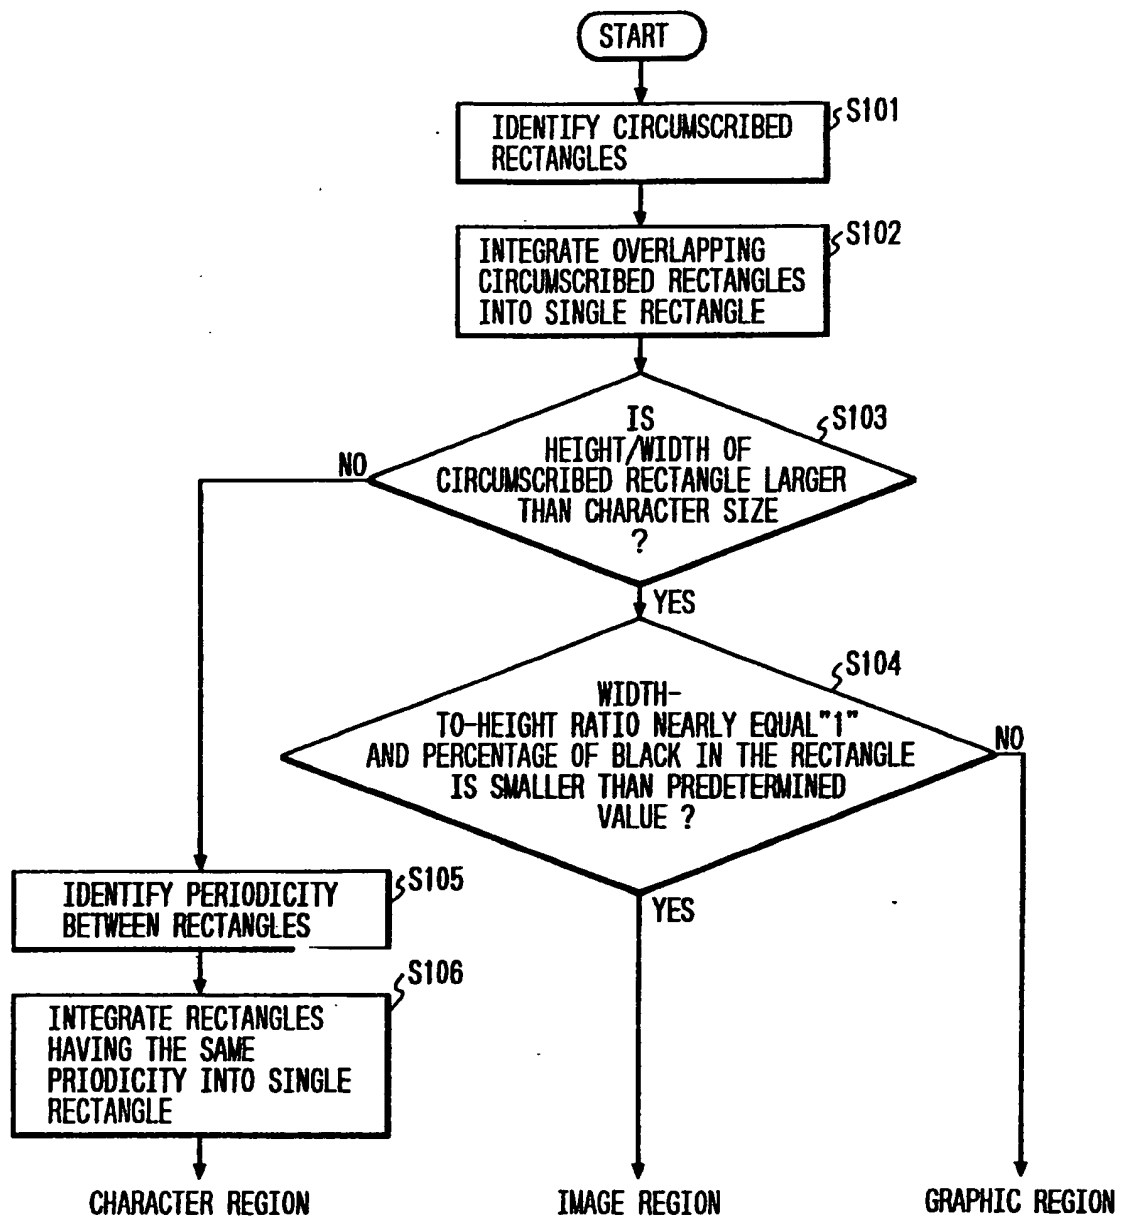 START
S101
IDENTIFY CIRCUMSCRIBED
RECTANGLES
S102
INTEGRATE OVERLAPPING
CIRCUMSCRIBED RECTANGLES
INTO SINGLE RECTANGLE
S103
IS
HEIGHT/WIDTH OF
CIRCUMSCRIBED RECTANGLE LARGER
THAN CHARACTER SIZE
?
NO
YES
S104
WIDTH-
TO-HEIGHT RATIO NEARLY EQUAL"1"
AND PERCENTAGE OF BLACK IN THE RECTANGLE
IS SMALLER THAN PREDETERMINED
VALUE ?
NO
YES
S105
IDENTIFY PERIODICITY
BETWEEN RECTANGLES
S106
INTEGRATE RECTANGLES
HAVING THE SAME
PRIODICITY INTO SINGLE
RECTANGLE
CHARACTER REGION
IMAGE REGION
GRAPHIC REGION